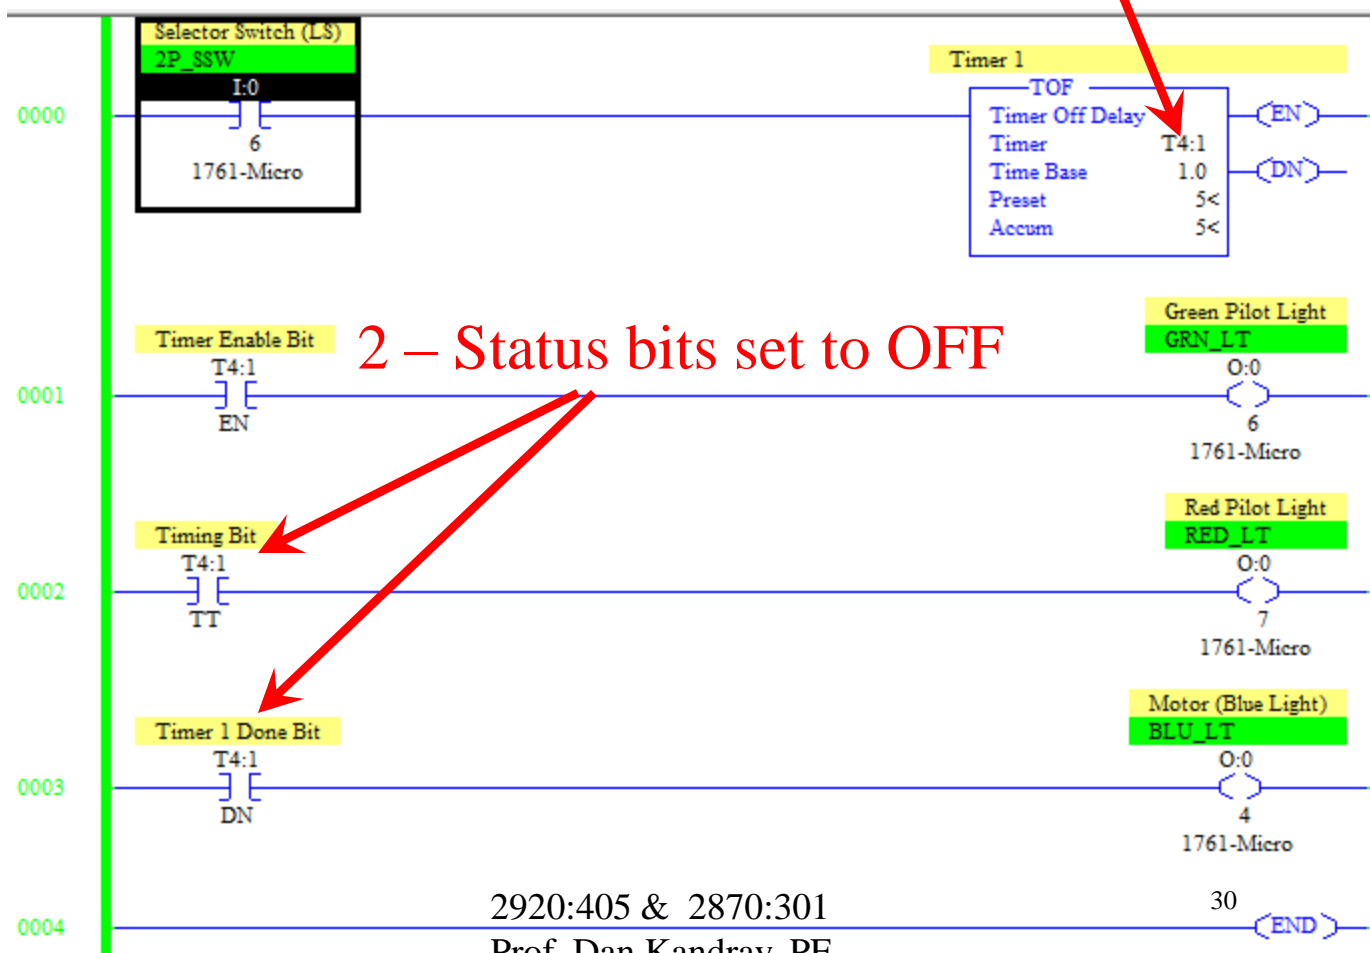 Selector Switch (LS)
2P_SSW
I:0
6
1761-Micro
0000
Timer 1
TOF
Timer Off Delay
Timer T4:1
Time Base 1.0
Preset 5<
Accum 5<
EN
DN
2 – Status bits set to OFF
Timer Enable Bit
T4:1
EN
0001
Green Pilot Light
GRN_LT
O:0
6
1761-Micro
Timing Bit
T4:1
TT
0002
Red Pilot Light
RED_LT
O:0
7
1761-Micro
Timer 1 Done Bit
T4:1
DN
0003
Motor (Blue Light)
BLU_LT
O:0
4
1761-Micro
0004
2920:405 & 2870:301
Prof. Dan Kandray, PE
30
END